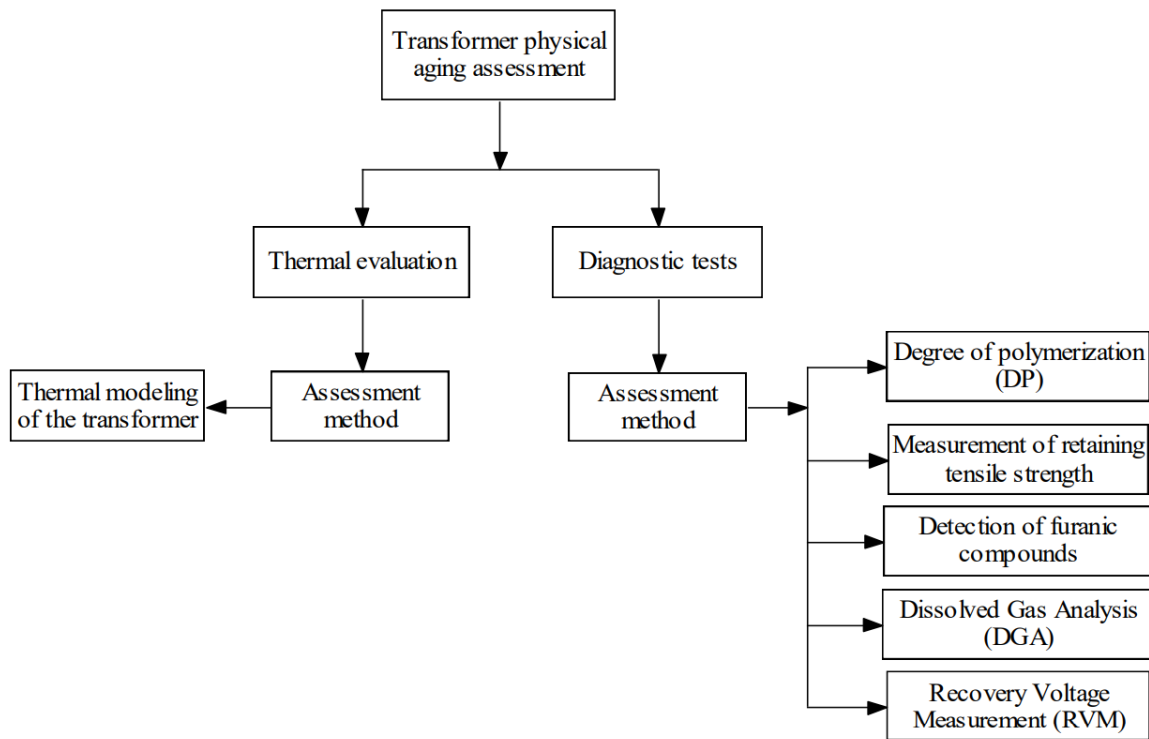 Transformer physical
aging assessment
Thermal evaluation
Diagnostic tests
Thermal modeling
of the transformer
Assessment
method
Assessment
method
Degree of polymerization
(DP)
Measurement of retaining
tensile strength
Detection of furanic
compounds
Dissolved Gas Analysis
(DGA)
Recovery Voltage
Measurement (RVM)